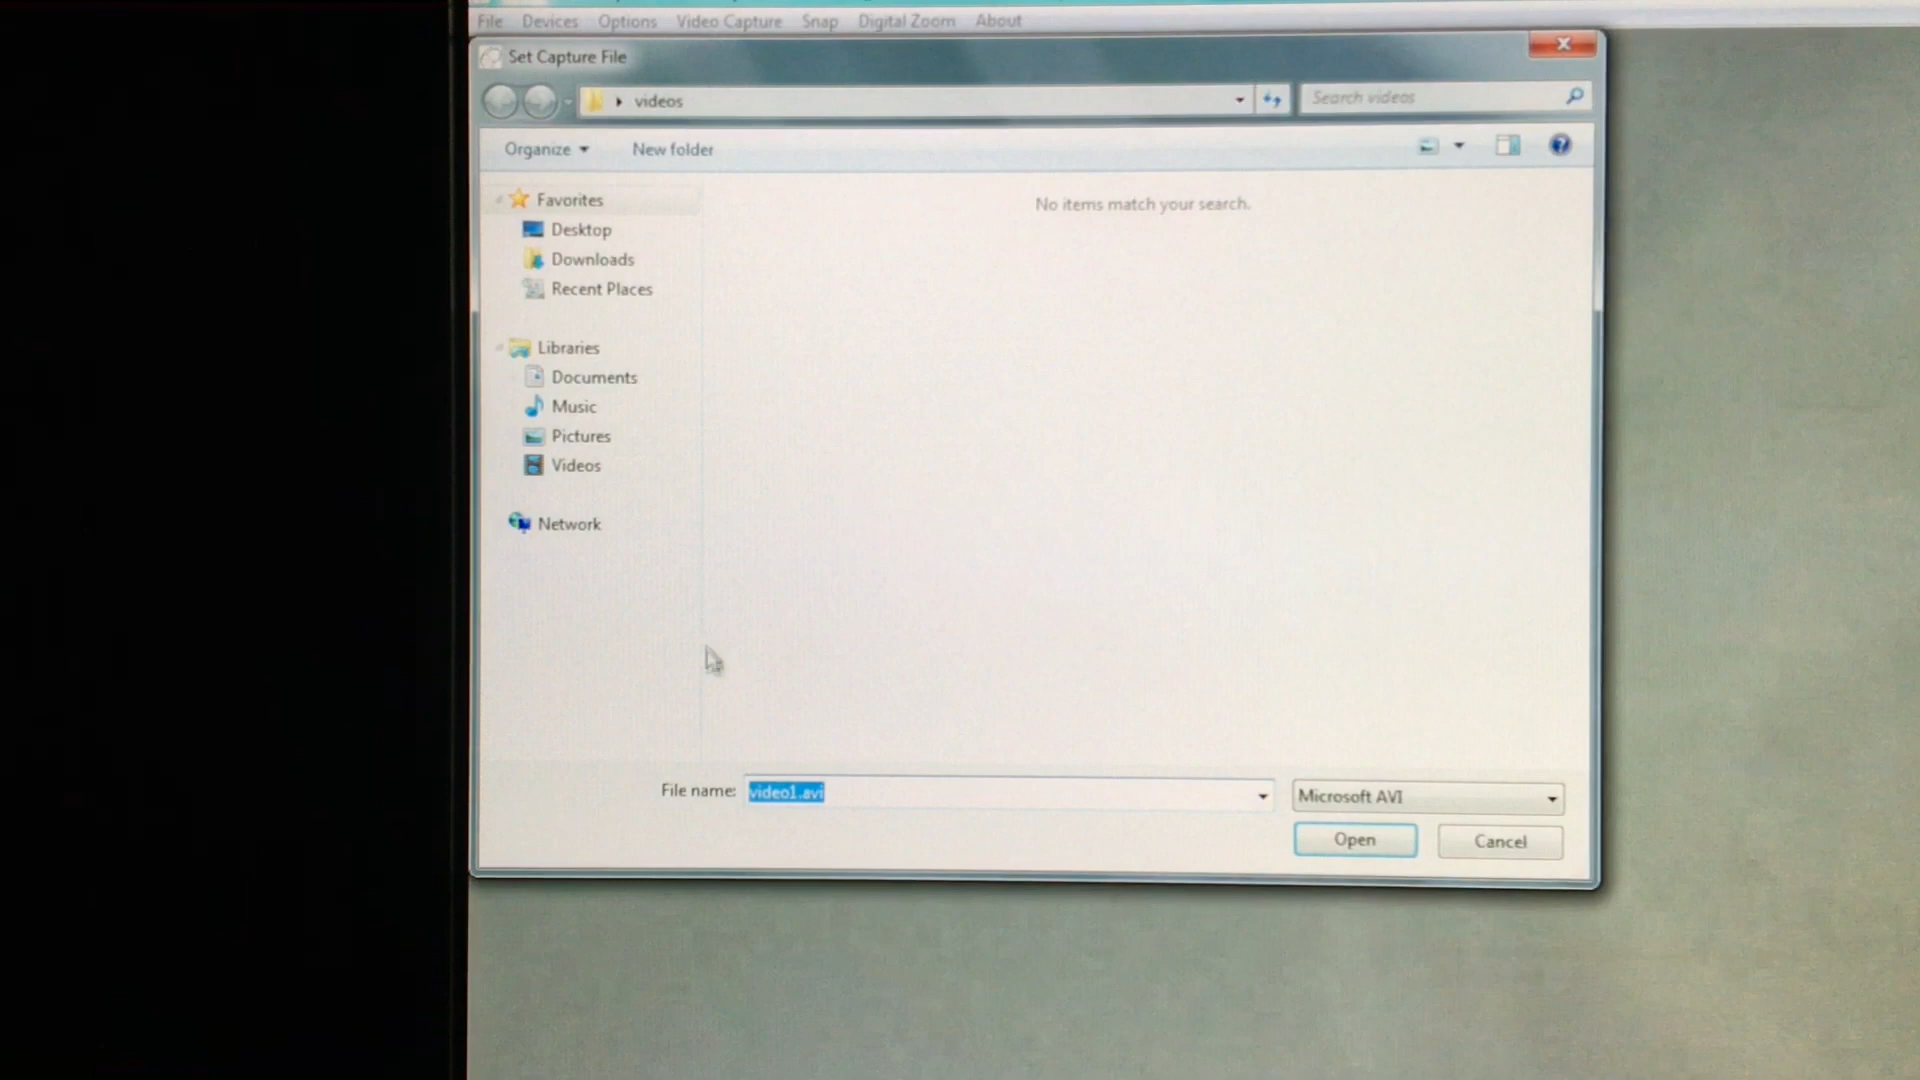 File Devices Options Video Capture Snap Digital Zoom About
Set Capture File
videos
Search videos
Organize New folder
Favorites
Desktop
Downloads
Recent Places
Libraries
Documents
Music
Pictures
Videos
Network
No items match your search.
File name: video1.avi
Microsoft AVI
Open Cancel